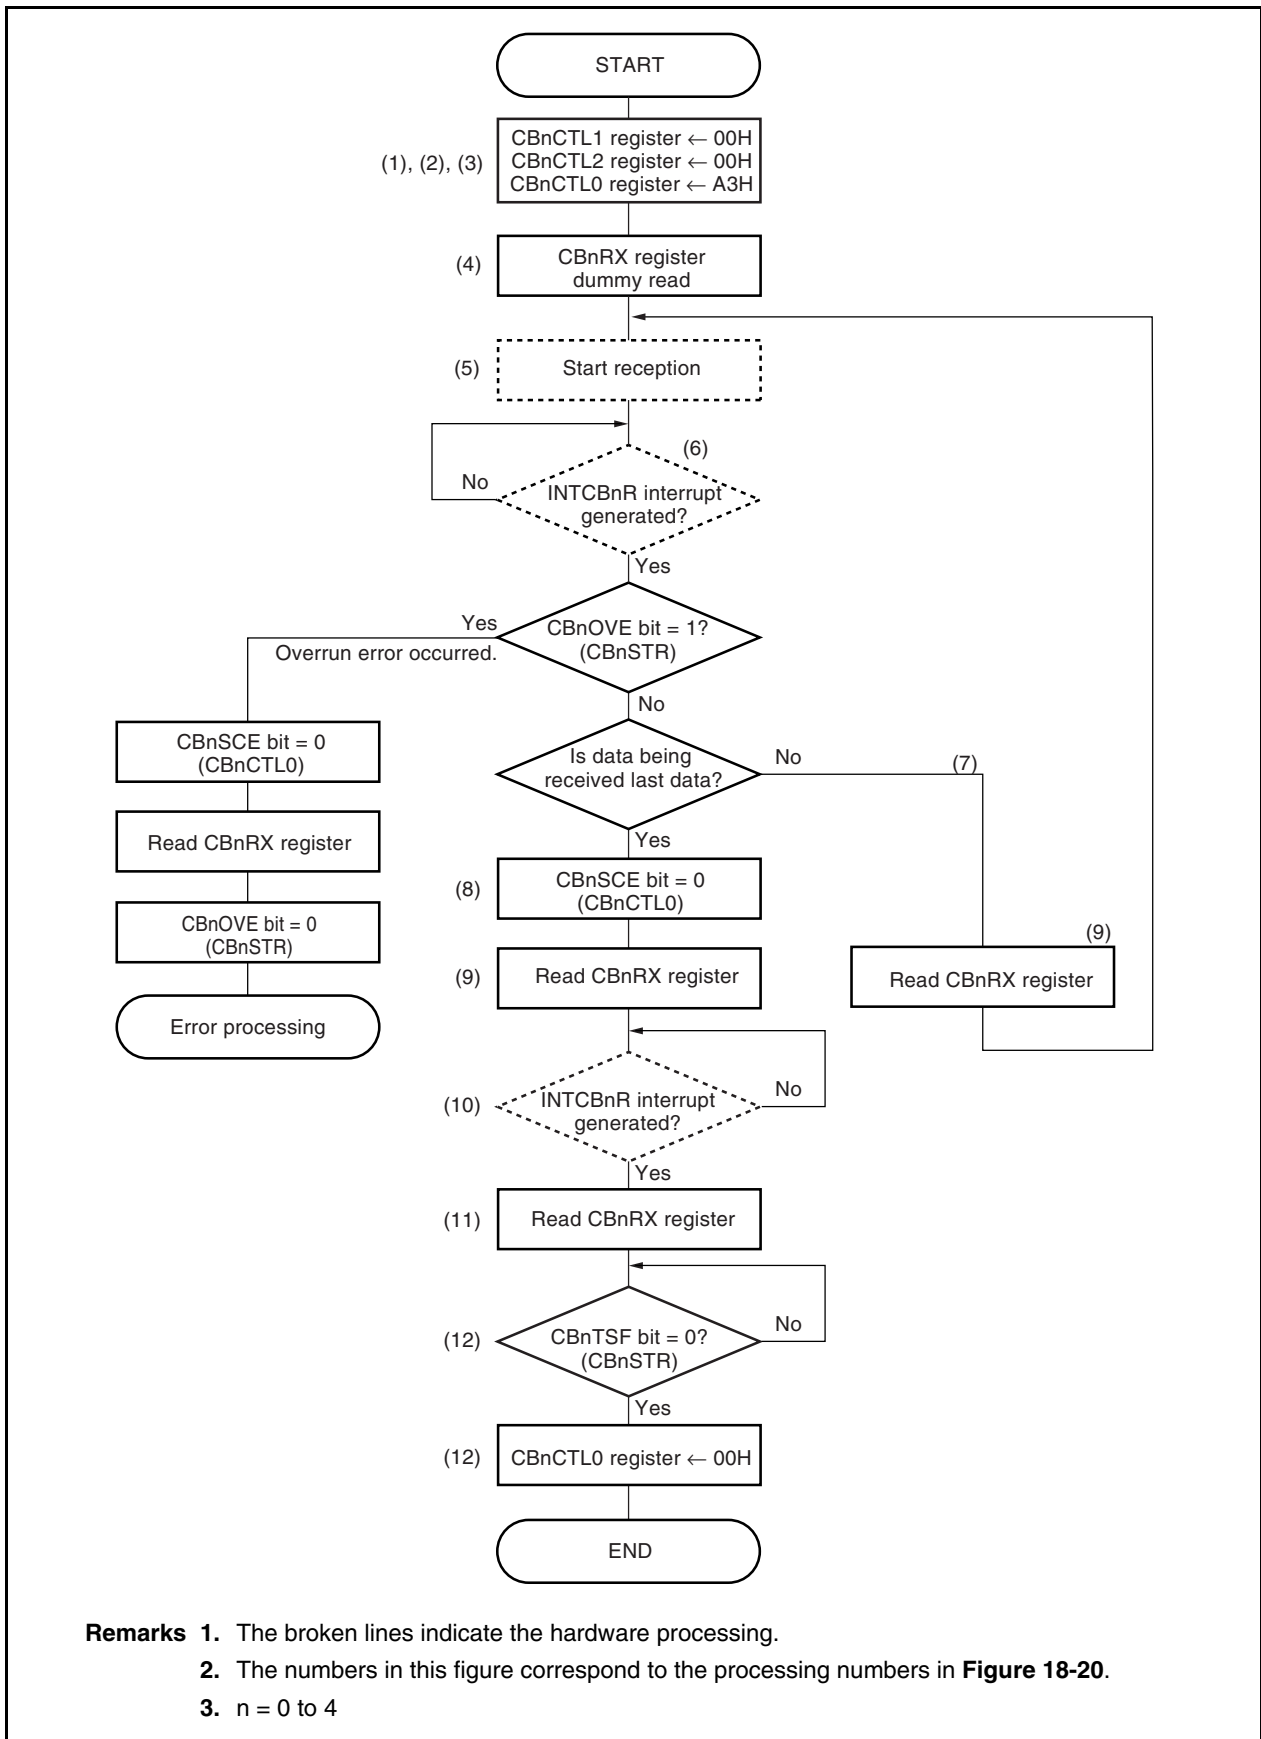 START
(1), (2), (3)
CBnCTL1 register ← 00H
CBnCTL2 register ← 00H
CBnCTL0 register ← A3H
(4)
CBnRX register
dummy read
(5)
Start reception
(6)
No
INTCBnR interrupt
generated?
Yes
Yes
CBnOVE bit = 1?
(CBnSTR)
Overrun error occurred.
No
CBnSCE bit = 0
(CBnCTL0)
Read CBnRX register
CBnOVE bit = 0
(CBnSTR)
Error processing
Is data being
received last data?
No
(7)
Yes
(8)
CBnSCE bit = 0
(CBnCTL0)
(9)
Read CBnRX register
(9)
Read CBnRX register
(10)
INTCBnR interrupt
generated?
No
Yes
(11)
Read CBnRX register
(12)
CBnTSF bit = 0?
(CBnSTR)
No
Yes
(12)
CBnCTL0 register ← 00H
END
Remarks 1. The broken lines indicate the hardware processing.
2. The numbers in this figure correspond to the processing numbers in Figure 18-20.
3. n = 0 to 4